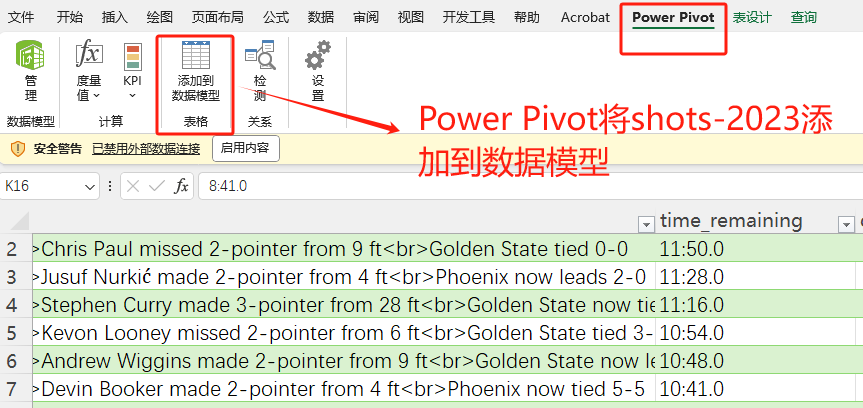 文件 开始 插入 绘图 页面布局 公式 数据 审阅 视图 开发工具 帮助 Acrobat Power Pivot 表设计 查询
管理 度量值 KPI 添加到数据模型 检测 设置
数据模型 计算 表格 关系
Power Pivot将shots-2023添
加到数据模型
安全警告 已禁用外部数据连接 启用内容
K16 fx 8:41.0
time_remaining
2 >Chris Paul missed 2-pointer from 9 ft<br>Golden State tied 0-0 11:50.0
3 >Jusuf Nurkić made 2-pointer from 4 ft<br>Phoenix now leads 2-0 11:28.0
4 >Stephen Curry made 3-pointer from 28 ft<br>Golden State now tie 11:16.0
5 >Kevon Looney missed 2-pointer from 6 ft<br>Golden State tied 3- 10:54.0
6 >Andrew Wiggins made 2-pointer from 9 ft<br>Golden State now le 10:48.0
7 >Devin Booker made 2-pointer from 4 ft<br>Phoenix now tied 5-5 10:41.0